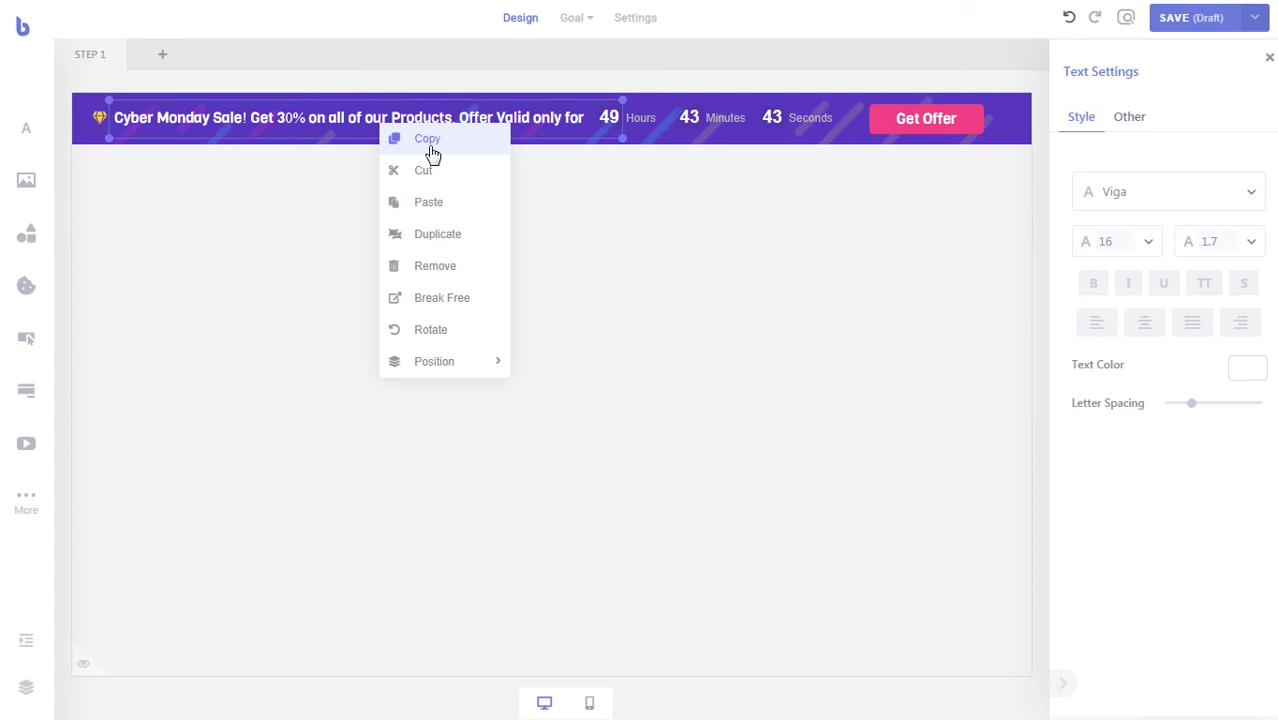 Design
Goal
Settings
SAVE (Draft)
STEP 1
+
Cyber Monday Sale! Get 30% on all of our Products. Offer Valid only for
49 Hours 43 Minutes 43 Seconds
Get Offer
Copy
Cut
Paste
Duplicate
Remove
Break Free
Rotate
Position
A
More
Text Settings
Style Other
A Viga
A 16 A 1.7
B I U TT S
Text Color
Letter Spacing